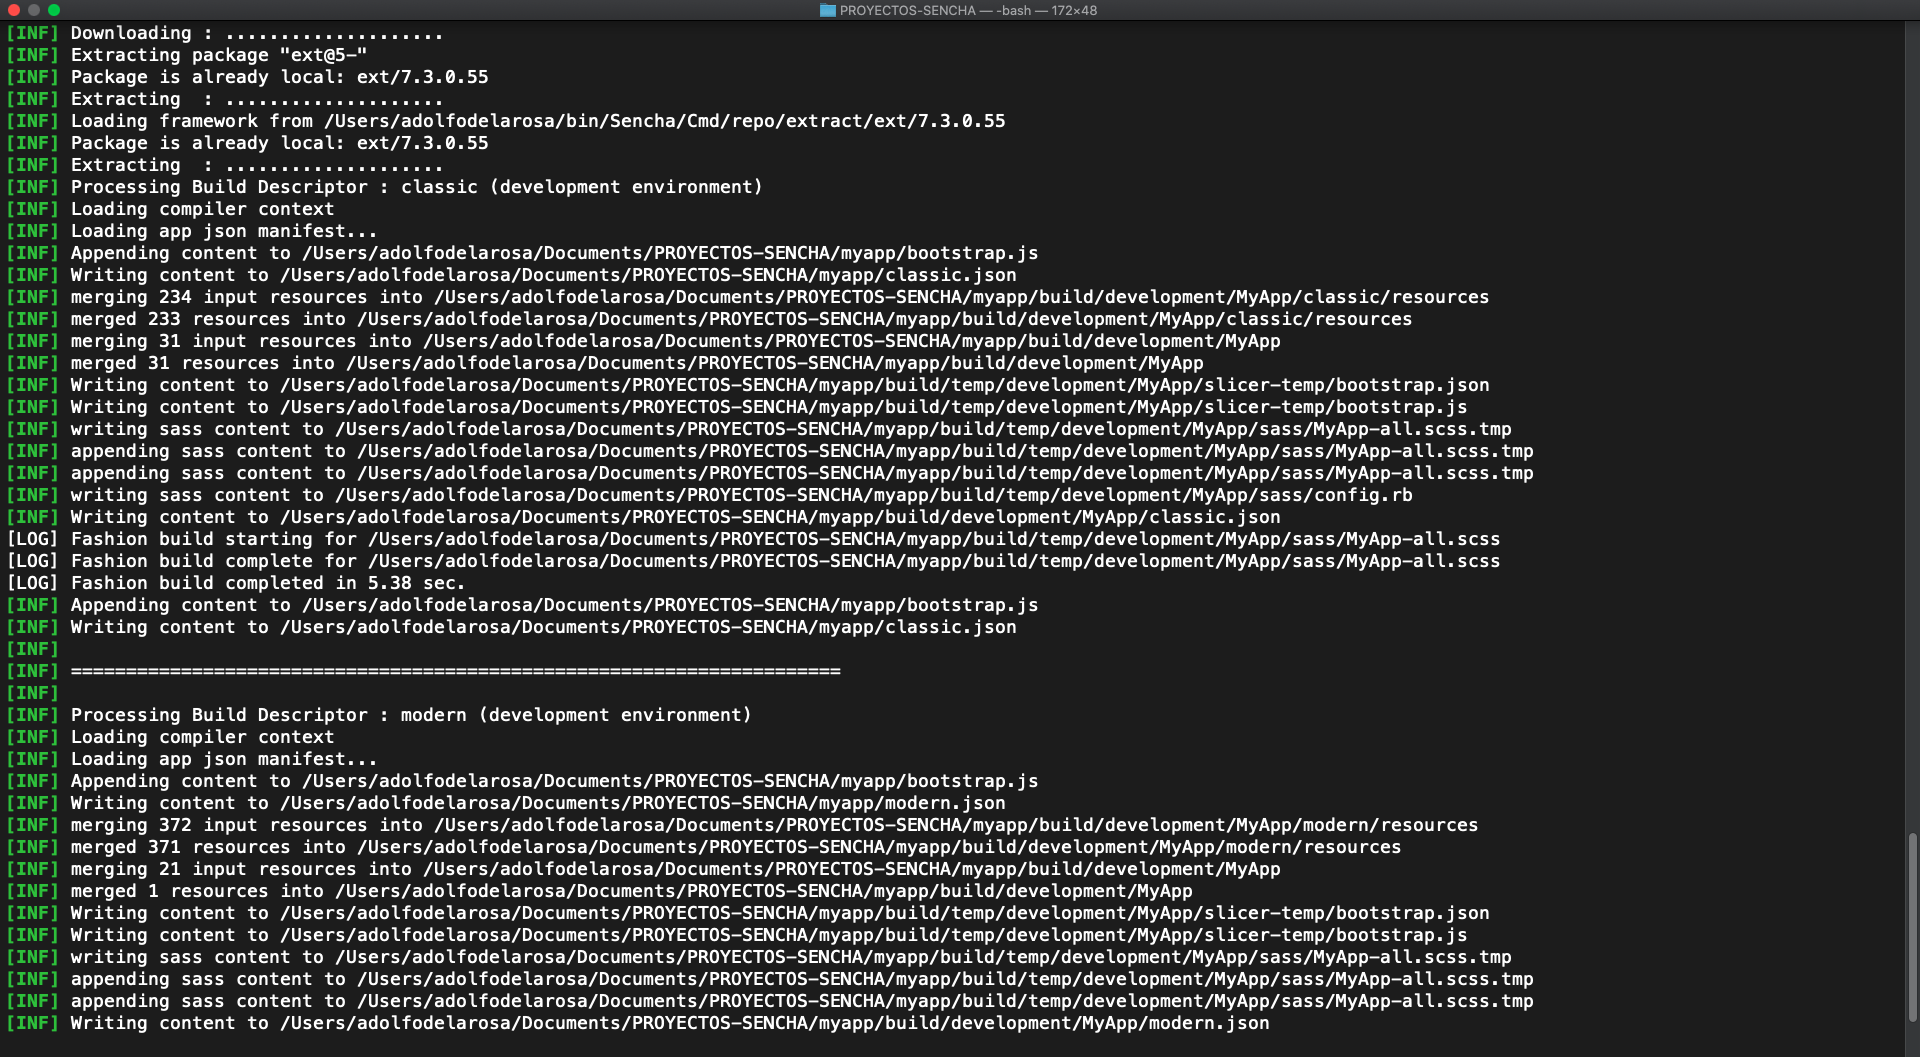 PROYECTOS-SENCHA — -bash — 172×48
[INF] Downloading : ....................
[INF] Extracting package "ext@5-"
[INF] Package is already local: ext/7.3.0.55
[INF] Extracting  : ....................
[INF] Loading framework from /Users/adolfodelarosa/bin/Sencha/Cmd/repo/extract/ext/7.3.0.55
[INF] Package is already local: ext/7.3.0.55
[INF] Extracting  : ....................
[INF] Processing Build Descriptor : classic (development environment)
[INF] Loading compiler context
[INF] Loading app json manifest...
[INF] Appending content to /Users/adolfodelarosa/Documents/PROYECTOS-SENCHA/myapp/bootstrap.js
[INF] Writing content to /Users/adolfodelarosa/Documents/PROYECTOS-SENCHA/myapp/classic.json
[INF] merging 234 input resources into /Users/adolfodelarosa/Documents/PROYECTOS-SENCHA/myapp/build/development/MyApp/classic/resources
[INF] merged 233 resources into /Users/adolfodelarosa/Documents/PROYECTOS-SENCHA/myapp/build/development/MyApp/classic/resources
[INF] merging 31 input resources into /Users/adolfodelarosa/Documents/PROYECTOS-SENCHA/myapp/build/development/MyApp
[INF] merged 31 resources into /Users/adolfodelarosa/Documents/PROYECTOS-SENCHA/myapp/build/development/MyApp
[INF] Writing content to /Users/adolfodelarosa/Documents/PROYECTOS-SENCHA/myapp/build/temp/development/MyApp/slicer-temp/bootstrap.json
[INF] Writing content to /Users/adolfodelarosa/Documents/PROYECTOS-SENCHA/myapp/build/temp/development/MyApp/slicer-temp/bootstrap.js
[INF] writing sass content to /Users/adolfodelarosa/Documents/PROYECTOS-SENCHA/myapp/build/temp/development/MyApp/sass/MyApp-all.scss.tmp
[INF] appending sass content to /Users/adolfodelarosa/Documents/PROYECTOS-SENCHA/myapp/build/temp/development/MyApp/sass/MyApp-all.scss.tmp
[INF] appending sass content to /Users/adolfodelarosa/Documents/PROYECTOS-SENCHA/myapp/build/temp/development/MyApp/sass/MyApp-all.scss.tmp
[INF] writing sass content to /Users/adolfodelarosa/Documents/PROYECTOS-SENCHA/myapp/build/temp/development/MyApp/sass/config.rb
[INF] Writing content to /Users/adolfodelarosa/Documents/PROYECTOS-SENCHA/myapp/build/development/MyApp/classic.json
[LOG] Fashion build starting for /Users/adolfodelarosa/Documents/PROYECTOS-SENCHA/myapp/build/temp/development/MyApp/sass/MyApp-all.scss
[LOG] Fashion build complete for /Users/adolfodelarosa/Documents/PROYECTOS-SENCHA/myapp/build/temp/development/MyApp/sass/MyApp-all.scss
[LOG] Fashion build completed in 5.38 sec.
[INF] Appending content to /Users/adolfodelarosa/Documents/PROYECTOS-SENCHA/myapp/bootstrap.js
[INF] Writing content to /Users/adolfodelarosa/Documents/PROYECTOS-SENCHA/myapp/classic.json
[INF]
[INF] ======================================================================
[INF]
[INF] Processing Build Descriptor : modern (development environment)
[INF] Loading compiler context
[INF] Loading app json manifest...
[INF] Appending content to /Users/adolfodelarosa/Documents/PROYECTOS-SENCHA/myapp/bootstrap.js
[INF] Writing content to /Users/adolfodelarosa/Documents/PROYECTOS-SENCHA/myapp/modern.json
[INF] merging 372 input resources into /Users/adolfodelarosa/Documents/PROYECTOS-SENCHA/myapp/build/development/MyApp/modern/resources
[INF] merged 371 resources into /Users/adolfodelarosa/Documents/PROYECTOS-SENCHA/myapp/build/development/MyApp/modern/resources
[INF] merging 21 input resources into /Users/adolfodelarosa/Documents/PROYECTOS-SENCHA/myapp/build/development/MyApp
[INF] merged 1 resources into /Users/adolfodelarosa/Documents/PROYECTOS-SENCHA/myapp/build/development/MyApp
[INF] Writing content to /Users/adolfodelarosa/Documents/PROYECTOS-SENCHA/myapp/build/temp/development/MyApp/slicer-temp/bootstrap.json
[INF] Writing content to /Users/adolfodelarosa/Documents/PROYECTOS-SENCHA/myapp/build/temp/development/MyApp/slicer-temp/bootstrap.js
[INF] writing sass content to /Users/adolfodelarosa/Documents/PROYECTOS-SENCHA/myapp/build/temp/development/MyApp/sass/MyApp-all.scss.tmp
[INF] appending sass content to /Users/adolfodelarosa/Documents/PROYECTOS-SENCHA/myapp/build/temp/development/MyApp/sass/MyApp-all.scss.tmp
[INF] appending sass content to /Users/adolfodelarosa/Documents/PROYECTOS-SENCHA/myapp/build/temp/development/MyApp/sass/MyApp-all.scss.tmp
[INF] Writing content to /Users/adolfodelarosa/Documents/PROYECTOS-SENCHA/myapp/build/development/MyApp/modern.json